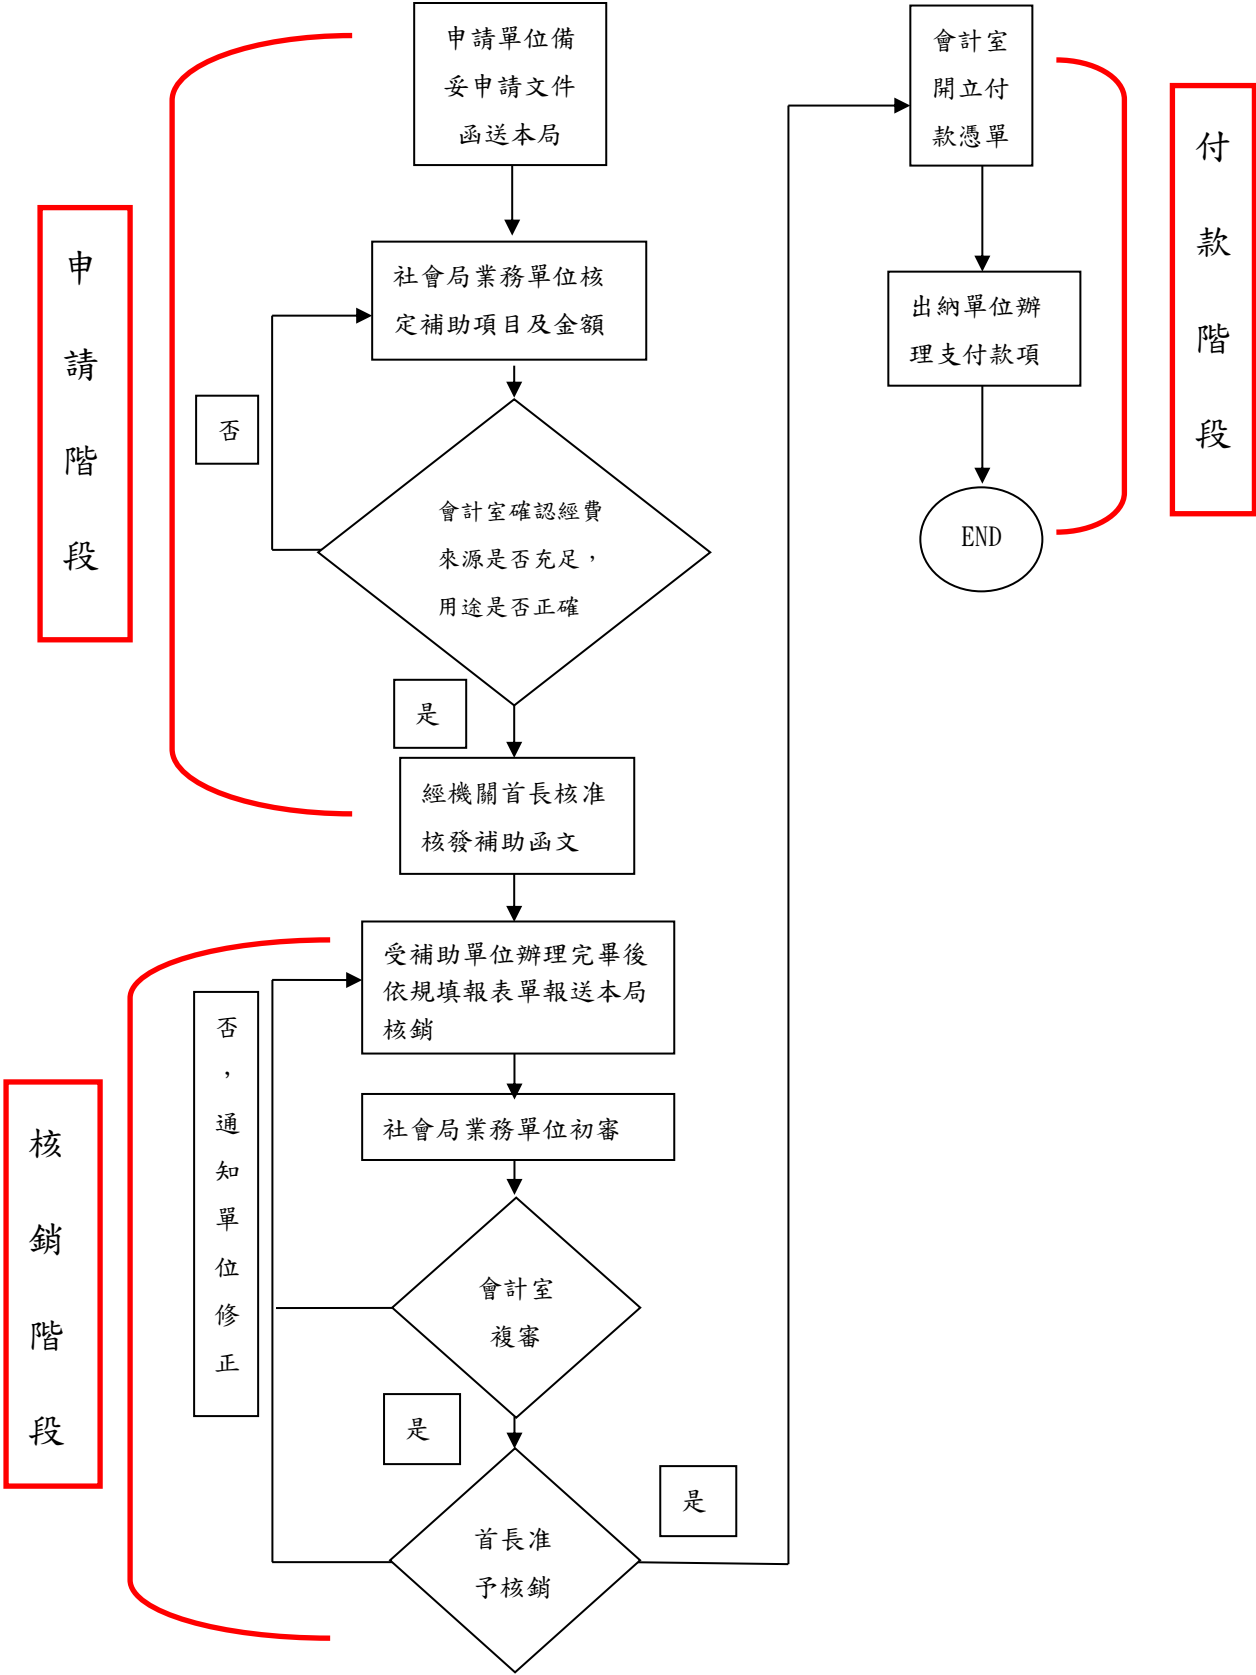 申請階段
申請單位備
妥申請文件
函送本局
社會局業務單位核
定補助項目及金額
否
會計室確認經費
來源是否充足，
用途是否正確
是
經機關首長核准
核發補助函文
核銷階段
受補助單位辦理完畢後
依規填報表單報送本局
核銷
否，通知單位修正
社會局業務單位初審
會計室
複審
是
首長准
予核銷
是
付款階段
會計室
開立付
款憑單
出納單位辦
理支付款項
END